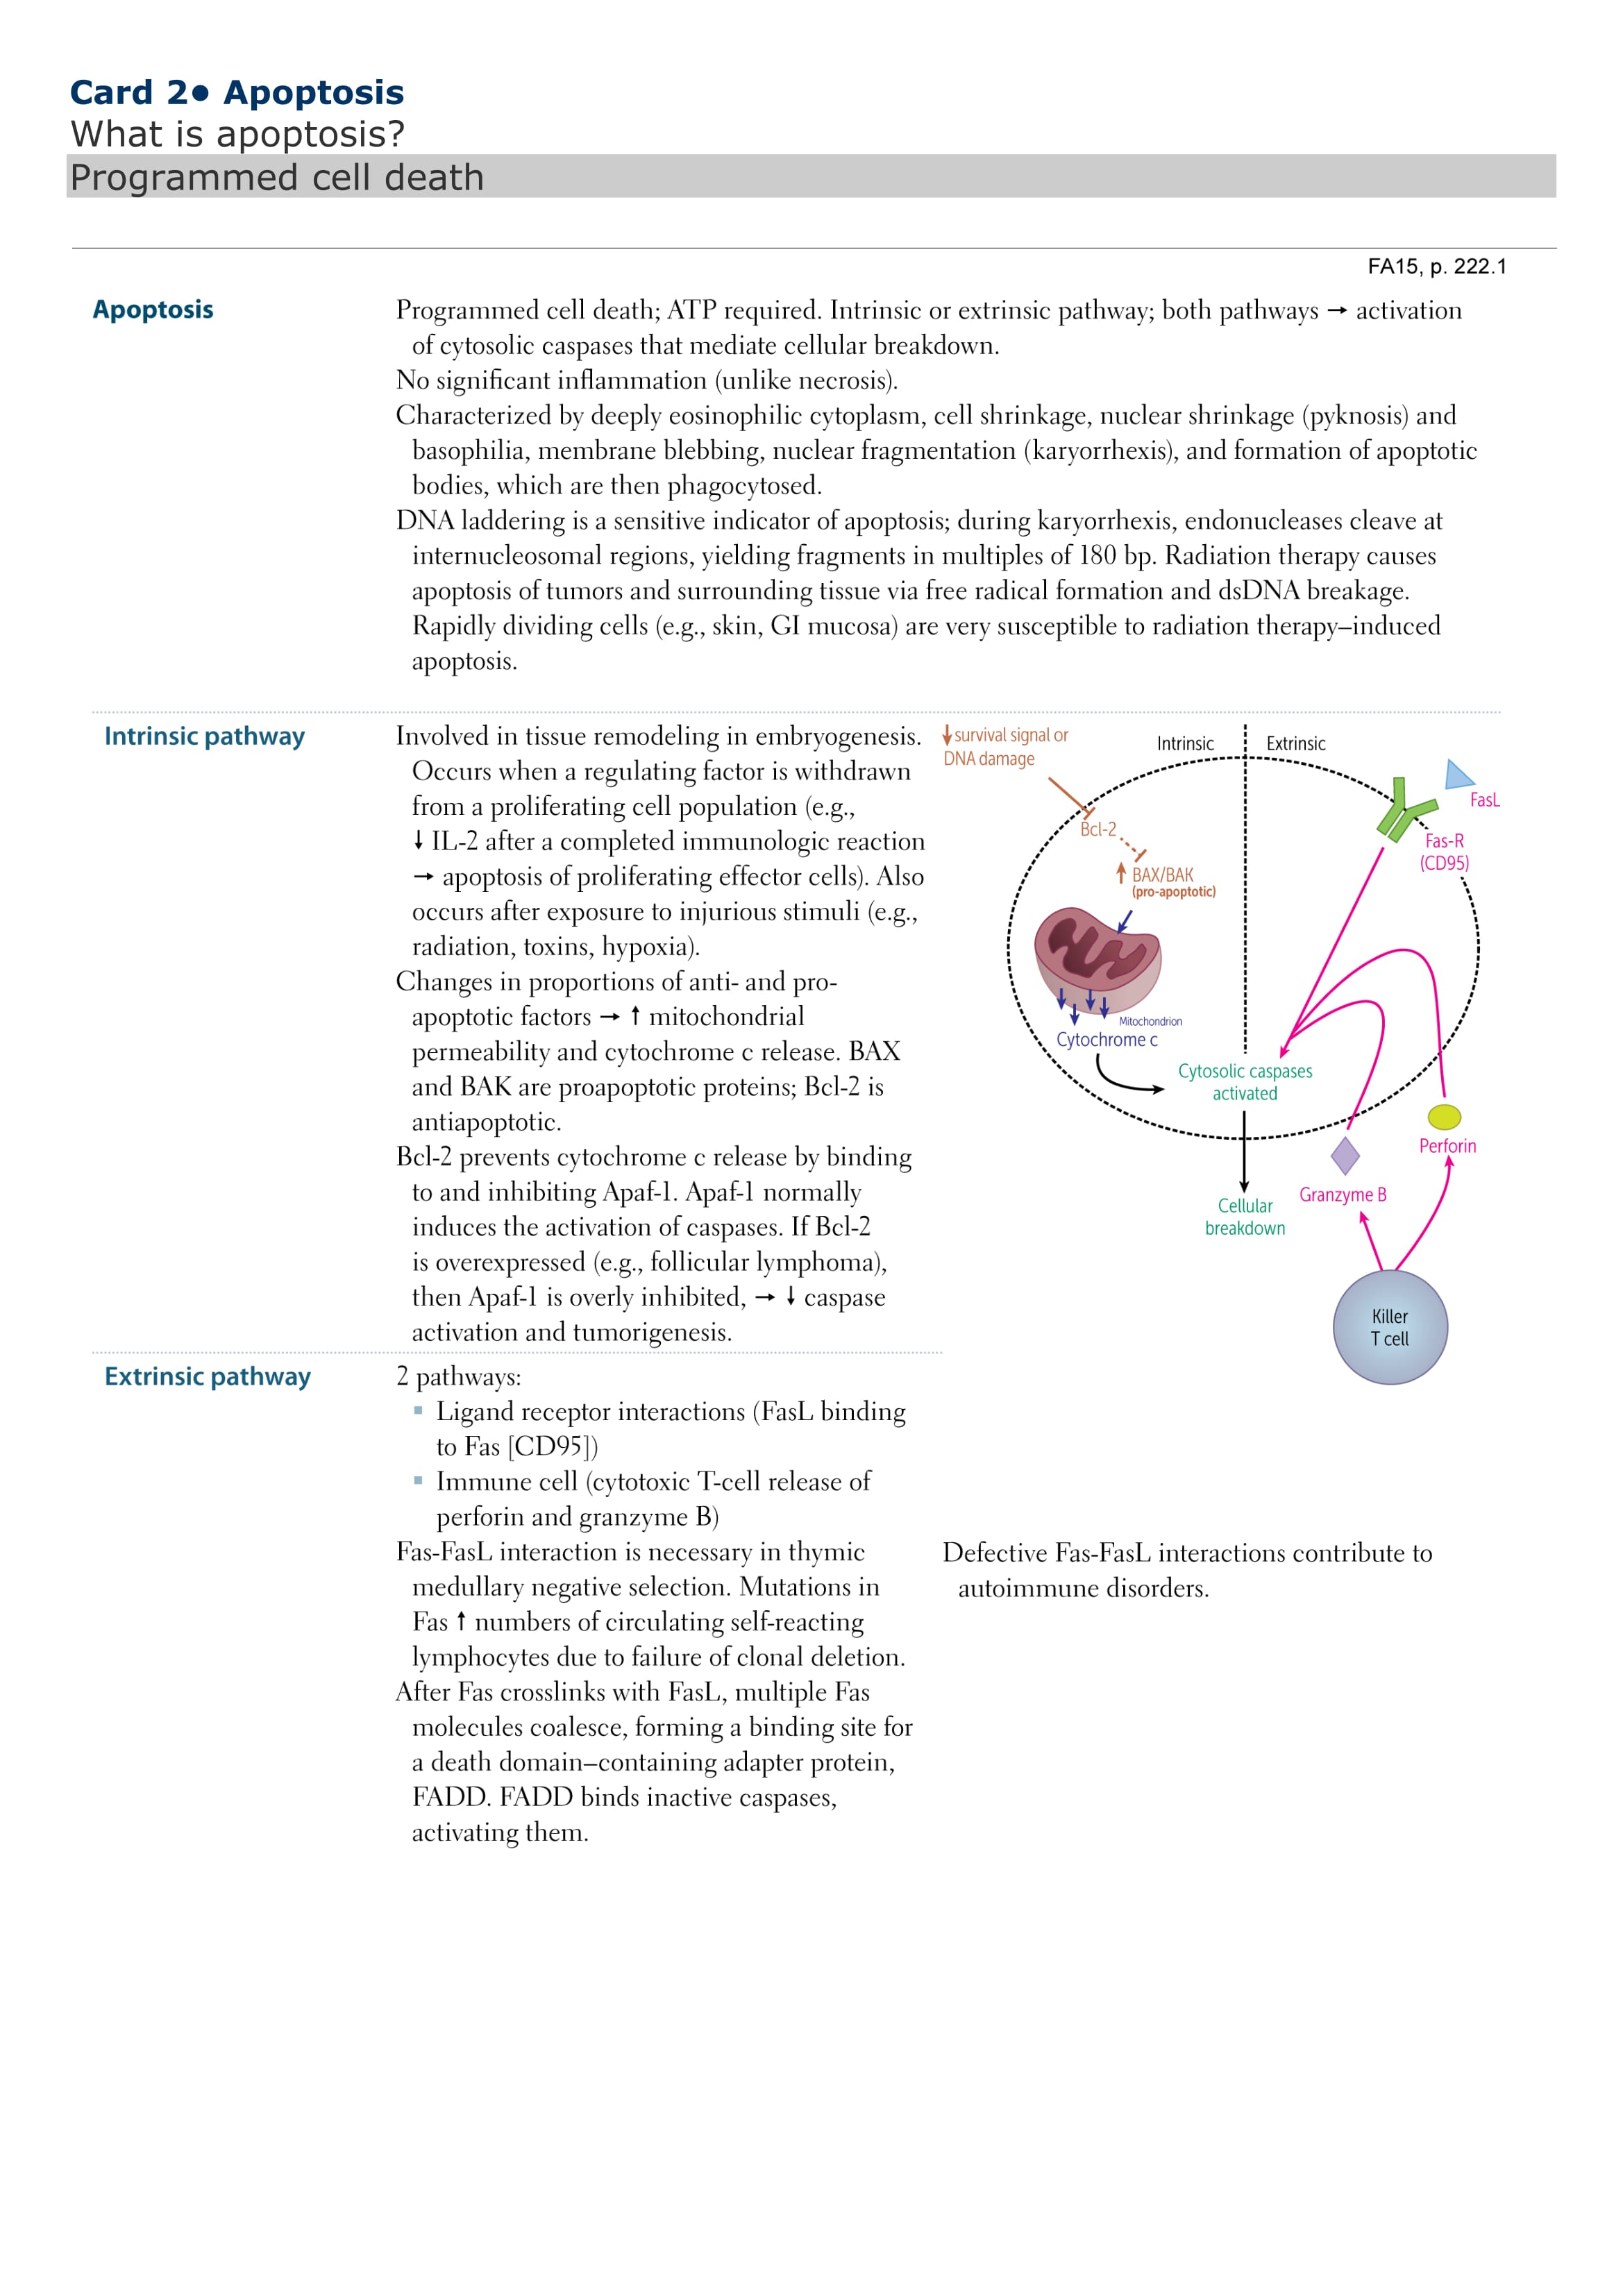 Card 2● Apoptosis
What is apoptosis?
Programmed cell death
FA15, p. 222.1
Apoptosis
Programmed cell death; ATP required. Intrinsic or extrinsic pathway; both pathways → activation
of cytosolic caspases that mediate cellular breakdown.
No significant inflammation (unlike necrosis).
Characterized by deeply eosinophilic cytoplasm, cell shrinkage, nuclear shrinkage (pyknosis) and
basophilia, membrane blebbing, nuclear fragmentation (karyorrhexis), and formation of apoptotic
bodies, which are then phagocytosed.
DNA laddering is a sensitive indicator of apoptosis; during karyorrhexis, endonucleases cleave at
internucleosomal regions, yielding fragments in multiples of 180 bp. Radiation therapy causes
apoptosis of tumors and surrounding tissue via free radical formation and dsDNA breakage.
Rapidly dividing cells (e.g., skin, GI mucosa) are very susceptible to radiation therapy–induced
apoptosis.
Intrinsic pathway
Involved in tissue remodeling in embryogenesis.
Occurs when a regulating factor is withdrawn
from a proliferating cell population (e.g.,
↓ IL-2 after a completed immunologic reaction
→ apoptosis of proliferating effector cells). Also
occurs after exposure to injurious stimuli (e.g.,
radiation, toxins, hypoxia).
Changes in proportions of anti- and pro-
apoptotic factors → ↑ mitochondrial
permeability and cytochrome c release. BAX
and BAK are proapoptotic proteins; Bcl-2 is
antiapoptotic.
Bcl-2 prevents cytochrome c release by binding
to and inhibiting Apaf-1. Apaf-1 normally
induces the activation of caspases. If Bcl-2
is overexpressed (e.g., follicular lymphoma),
then Apaf-1 is overly inhibited, → ↓ caspase
activation and tumorigenesis.
↓ survival signal or
DNA damage
Intrinsic
Extrinsic
FasL
Fas-R
(CD95)
Bcl-2
↑ BAX/BAK
(pro-apoptotic)
Mitochondrion
Cytochrome c
Cytosolic caspases
activated
Perforin
Granzyme B
Cellular
breakdown
Killer
T cell
Extrinsic pathway
2 pathways:
▪ Ligand receptor interactions (FasL binding
to Fas [CD95])
▪ Immune cell (cytotoxic T-cell release of
perforin and granzyme B)
Fas-FasL interaction is necessary in thymic
medullary negative selection. Mutations in
Fas ↑ numbers of circulating self-reacting
lymphocytes due to failure of clonal deletion.
After Fas crosslinks with FasL, multiple Fas
molecules coalesce, forming a binding site for
a death domain–containing adapter protein,
FADD. FADD binds inactive caspases,
activating them.
Defective Fas-FasL interactions contribute to
autoimmune disorders.